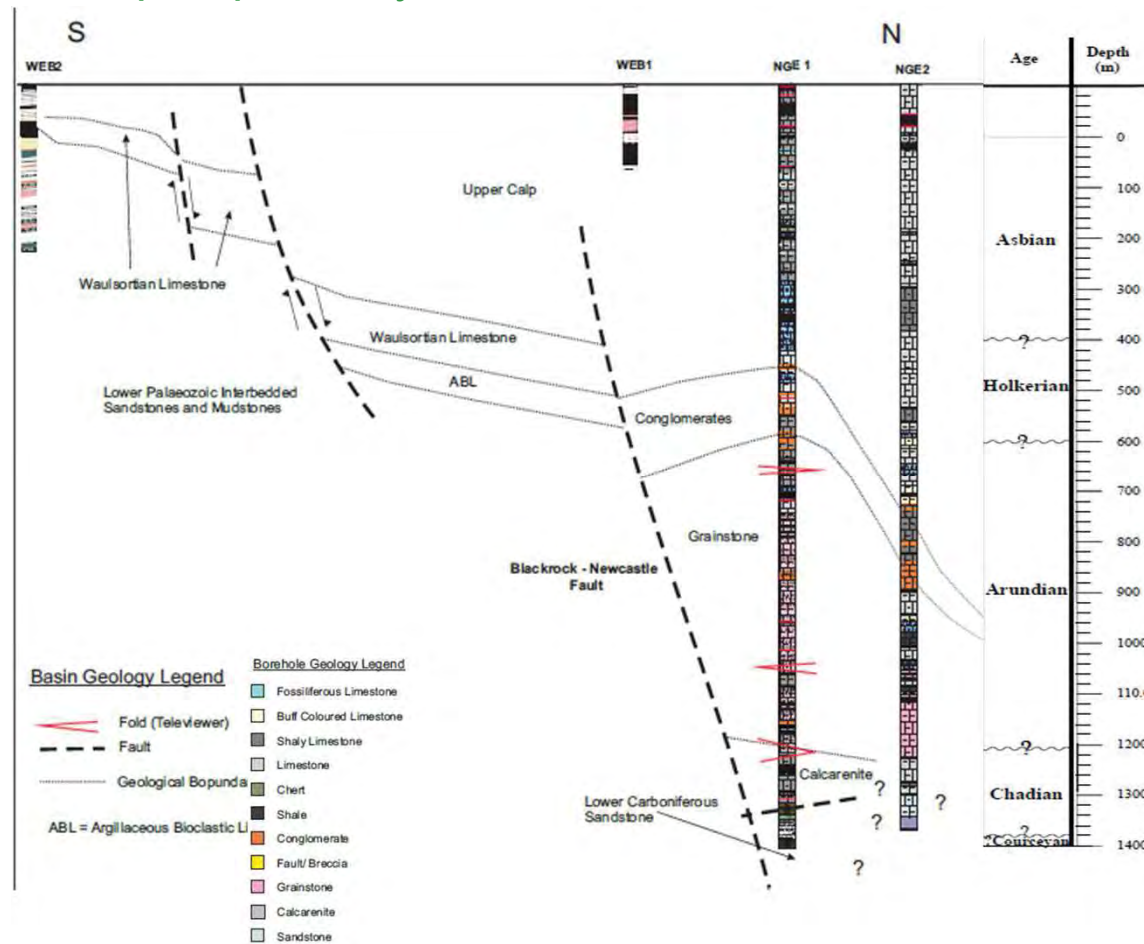 S
N
WEB2
WEB1
NGE 1
NGE2
Age
Depth
(m)
0
100
200
300
400
500
600
700
800
900
1000
110.
1200
1300
1400
Upper Calp
Asbian
Waulsortian Limestone
Waulsortian Limestone
?
ABL
Holkerian
Lower Palaeozoic Interbedded
Sandstones and Mudstones
Conglomerates
?
Grainstone
Blackrock - Newcastle
Fault
Arundian
?
Calcarenite
?
?
?
Chadian
Lower Carboniferous
Sandstone
?
?Courceyan
?
Basin Geology Legend
Fold (Televiewer)
Fault
Geological Bopunda
ABL = Argillaceous Bioclastic Li
Borehole Geology Legend
Fossiliferous Limestone
Buff Coloured Limestone
Shaly Limestone
Limestone
Chert
Shale
Conglomerate
Fault/ Breccia
Grainstone
Calcarenite
Sandstone